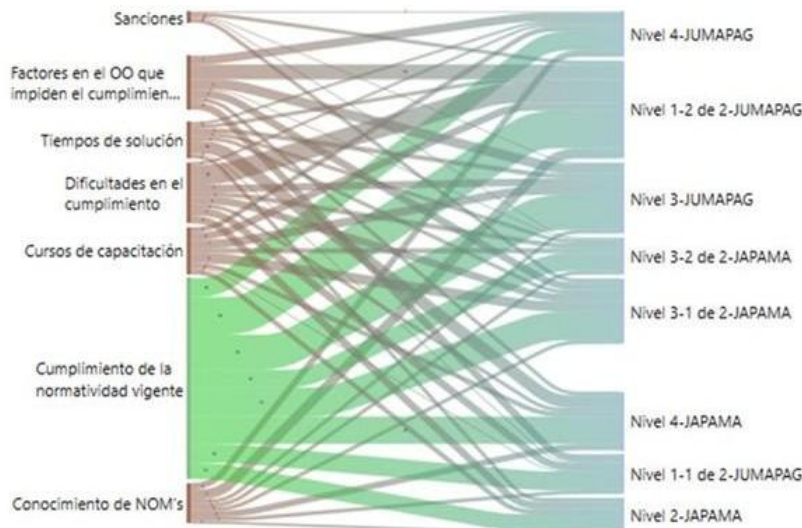 Sanciones
Factores en el OO que
impiden el cumplimien...
Tiempos de solución
Dificultades en el
cumplimiento
Cursos de capacitación
Cumplimiento de la
normatividad vigente
Conocimiento de NOM's
Nivel 4-JUMAPAG
Nivel 1-2 de 2-JUMAPAG
Nivel 3-JUMAPAG
Nivel 3-2 de 2-JAPAMA
Nivel 3-1 de 2-JAPAMA
Nivel 4-JAPAMA
Nivel 1-1 de 2-JUMAPAG
Nivel 2-JAPAMA